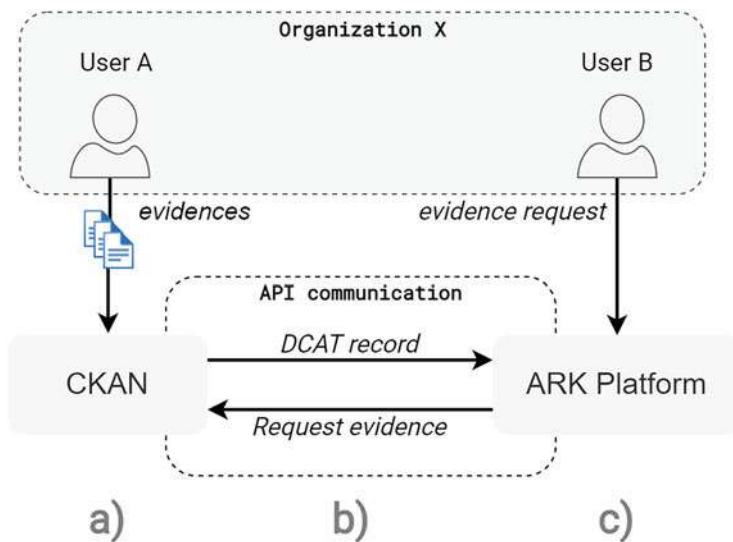 Organization X
User A
User B
evidences
evidence request
API communication
DCAT record
CKAN
ARK Platform
Request evidence
a)
b)
c)